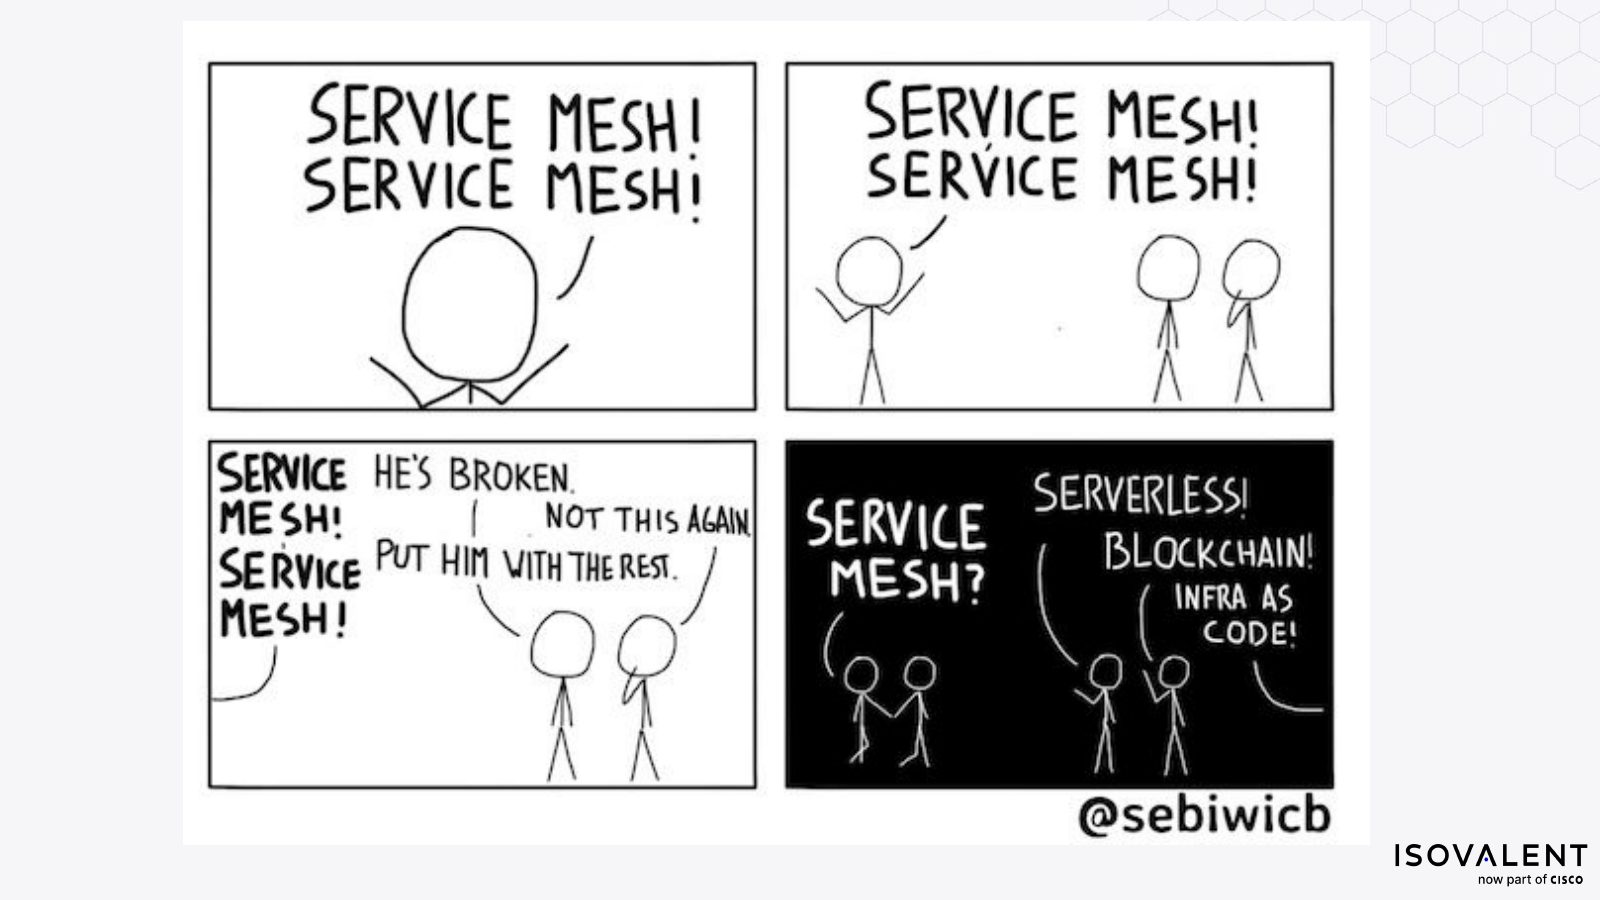 SERVICE MESH!
SERVICE MESH!
SERVICE MESH!
SERVICE MESH!
SERVICE
MESH!
SERVICE
MESH!
HE'S BROKEN.
NOT THIS AGAIN.
PUT HIM WITH THE REST.
SERVICE
MESH?
SERVERLESS!
BLOCKCHAIN!
INFRA AS
CODE!
@sebiwicb
ISOVALENT
now part of CISCO